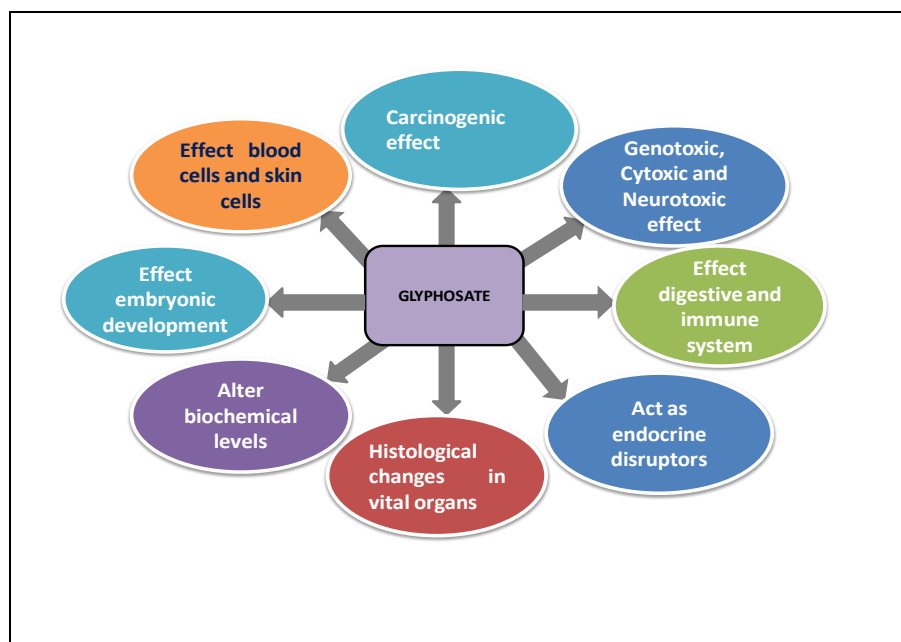 Carcinogenic
effect
Effect blood
cells and skin
cells
Genotoxic,
Cytoxic and
Neurotoxic
effect
Effect
embryonic
development
GLYPHOSATE
Effect
digestive and
immune
system
Alter
biochemical
levels
Histological
changes in
vital organs
Act as
endocrine
disruptors